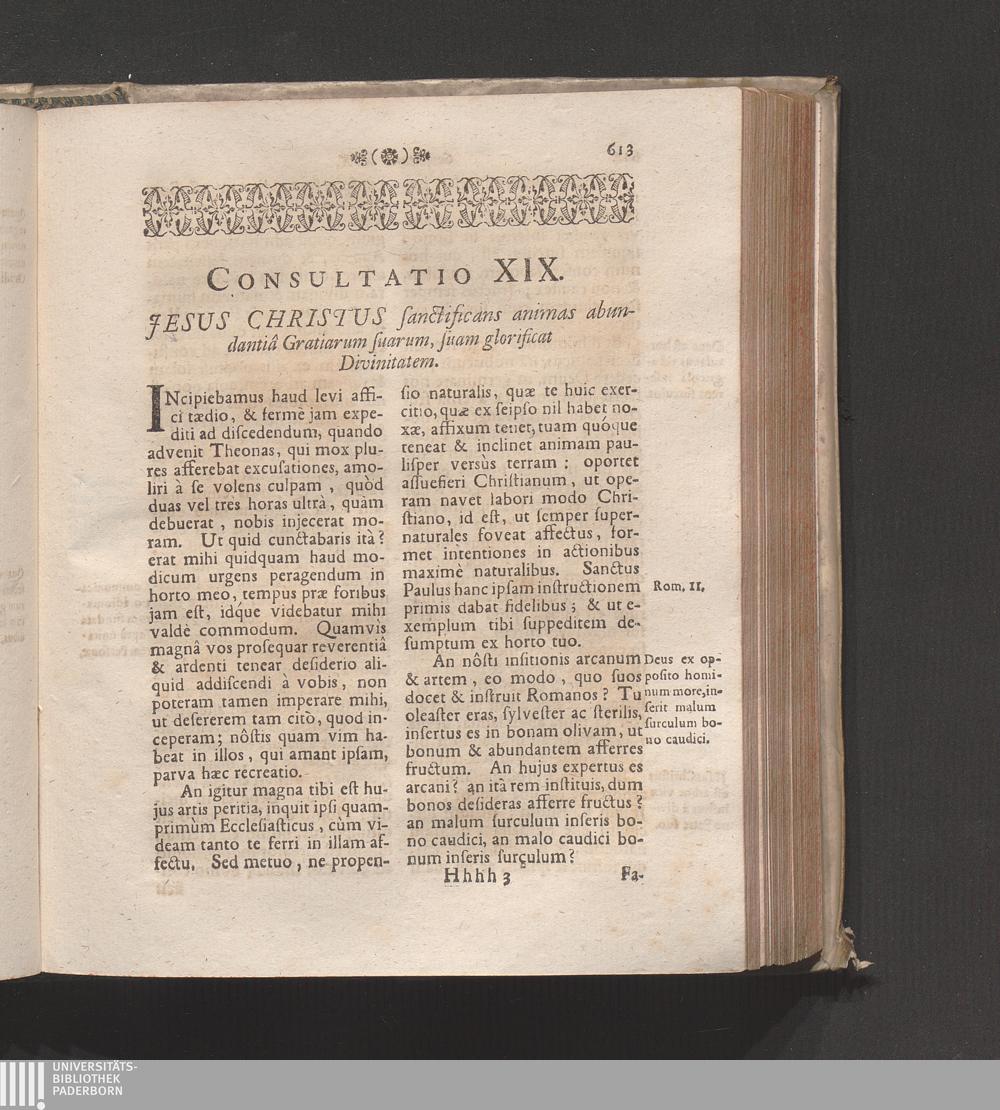 613
CONSULTATIO XIX.
JESUS CHRISTUS ſanctificans animas abun-
dantiâ Gratiarum ſuarum, ſuam glorificat
Divinitatem.
INcipiebamus haud levi affi-
ci tædio, & fermè jam expe-
diti ad diſcedendum, quando
advenit Theonas, qui mox plu-
res afferebat excuſationes, amo-
liri à ſe volens culpam , quòd
duas vel tres horas ultrà, quàm
debuerat , nobis injecerat mo-
ram. Ut quid cunctabaris ità ?
erat mihi quidquam haud mo-
dicum urgens peragendum in
horto meo, tempus præ foribus
jam eſt, idque videbatur mihi
valdè commodum. Quamvìs
magnâ vos proſequar reverentiâ
& ardenti tenear deſiderio ali-
quid addiſcendi à vobis, non
poteram tamen imperare mihi,
ut deſererem tam citò, quod in-
ceperam; nôſtis quam vim ha-
beat in illos , qui amant ipſam,
parva hæc recreatio.
An igitur magna tibi eſt hu-
jus artis peritia, inquit ipſi quam-
primùm Eccleſiaſticus , cùm vi-
deam tanto te ferri in illam af-
fectu. Sed metuo , ne propen-
ſio naturalis, quæ te huic exer-
citio, quæ ex ſeipſo nil habet no-
xæ, affixum tenet, tuam quóque
teneat & inclinet animam pau-
liſper versùs terram : oportet
aſſuefieri Chriſtianum , ut ope-
ram navet labori modo Chri-
ſtiano, id eſt, ut ſemper ſuper-
naturales foveat affectus , for-
met intentiones in actionibus
maximè naturalibus. Sanctus
Paulus hanc ipſam inſtructionem
primis dabat fidelibus ; & ut e-
xemplum tibi ſuppeditem de-
ſumptum ex horto tuo.
An nôſti inſitionis arcanum
& artem , eo modo , quo ſuos
docet & inſtruit Romanos ? Tu
oleaſter eras, ſylveſter ac ſterilis,
inſertus es in bonam olivam, ut
bonum & abundantem afferres
fructum. An hujus expertus es
arcani? an ità rem inſtituis, dum
bonos deſideras afferre fructus ?
an malum ſurculum inſeris bo-
no caudici, an malo caudici bo-
num inſeris ſurculum ?
Rom. II.
Deus ex op-
poſito homi-
num more, in-
ſerit malum
ſurculum bo-
no caudici.
Hhhh 3
Fa-
UNIVERSITÄTS-
BIBLIOTHEK
PADERBORN